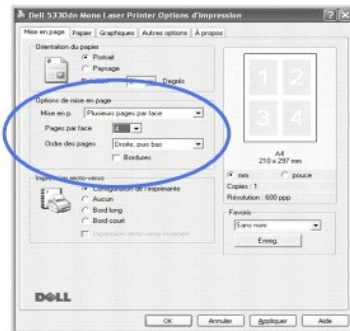 Dell 5330dn Mono Laser Printer Options d'impression
Mise en page
Papier
Graphiques
Autres options
À propos
Orientation du papier
Portrait
Paysage
Degrés
Options de mise en page
Mise en p.
Plusieurs pages par face
Pages par face
4
Ordre des pages
Droite, puis bas
Bordures
Impression recto-verso
Configuration de l'imprimante
Aucun
Bord long
Bord court
Impression recto-verso inversée
1 2
3 4
A4
210 x 297 mm
mm
pouce
Copies : 1
Résolution : 600 ppp
Favoris
Sans nom
Enreg.
DELL
OK
Annuler
Appliquer
Aide